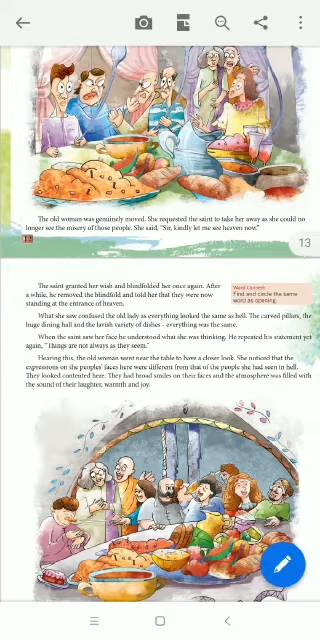 The old woman was genuinely moved. She requested the saint to take her away as she could no
longer see the misery of those people. She said, "Sir, kindly let me see heaven now."
13
The saint granted her wish and blindfolded her once again. After
a while, he removed the blindfold and told her that they were now
standing at the entrance of heaven.
Word Connect
Find and circle the same
word as opening.
What she saw confused the old lady as everything looked the same as hell. The curved pillars, the
huge dining hall and the lavish variety of dishes - everything was the same.
When the saint saw her face he understood what she was thinking. He repeated his statement yet
again, "Things are not always as they seem."
Hearing this, the old woman went near the table to have a closer look. She noticed that the
expressions on the peoples' faces here were different from that of the people she had seen in hell.
They looked contented here. They had broad smiles on their faces and the atmosphere was filled with
the sound of their laughter, warmth and joy.